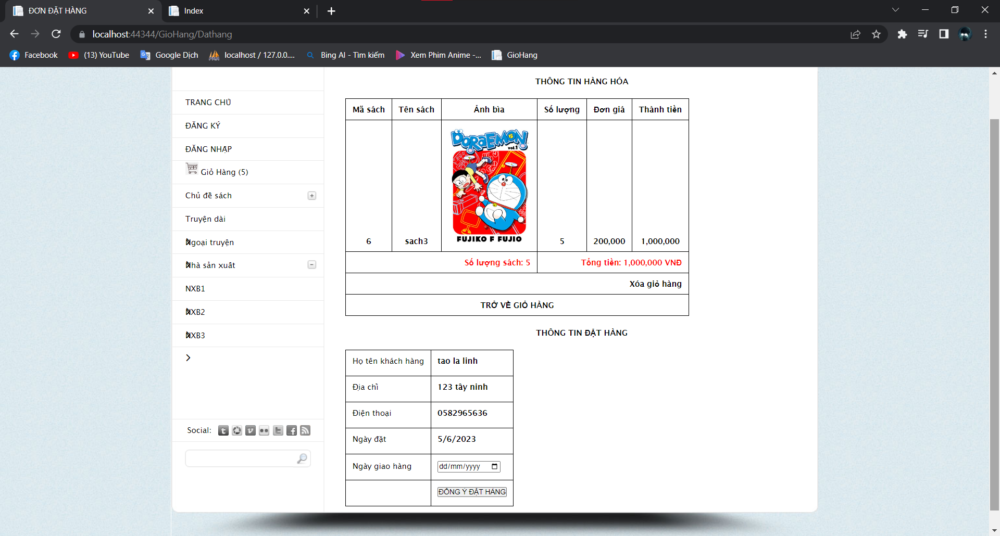 ĐƠN ĐẶT HÀNG
Index
localhost:44344/GioHang/Dathang
Facebook
(13) YouTube
Google Dịch
localhost / 127.0.0....
Bing AI - Tìm kiếm
Xem Phim Anime -...
GioHang
TRANG CHỦ
ĐĂNG KÝ
ĐĂNG NHẬP
Giỏ Hàng (5)
Chủ đề sách
Truyện dài
Ngoại truyện
Nhà sản xuất
NXB1
NXB2
NXB3
Social:
THÔNG TIN HÀNG HÓA
Mã sách Tên sách Ảnh bìa Số lượng Đơn giá Thành tiền
DORAEMON
vol.1
FUJIKO F FUJIO
6 sach3 5 200,000 1,000,000
Số lượng sách: 5 Tổng tiền: 1,000,000 VNĐ
Xóa giỏ hàng
TRỞ VỀ GIỎ HÀNG
THÔNG TIN ĐẶT HÀNG
Họ tên khách hàng tao la linh
Địa chỉ 123 tây ninh
Điện thoại 0582965636
Ngày đặt 5/6/2023
Ngày giao hàng dd/mm/yyyy
ĐỒNG Ý ĐẶT HÀNG